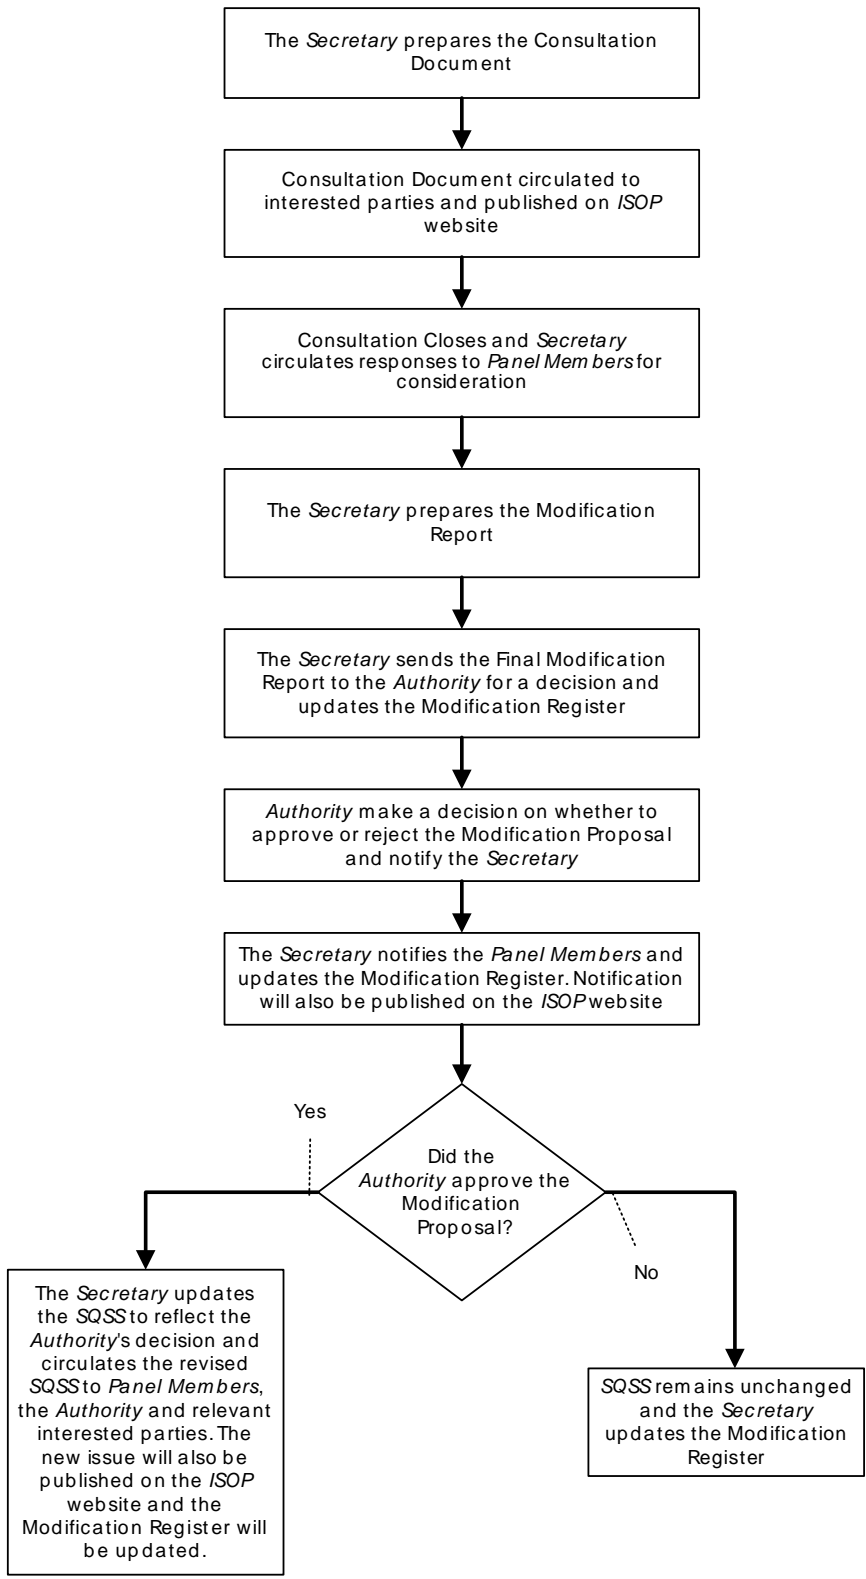 The Secretary prepares the Consultation
Document
Consultation Document circulated to
interested parties and published on ISOP
website
Consultation Closes and Secretary
circulates responses to Panel Members for
consideration
The Secretary prepares the Modification
Report
The Secretary sends the Final Modification
Report to the Authority for a decision and
updates the Modification Register
Authority make a decision on whether to
approve or reject the Modification Proposal
and notify the Secretary
The Secretary notifies the Panel Members and
updates the Modification Register. Notification
will also be published on the ISOP website
Yes
Did the
Authority approve the
Modification
Proposal?
No
The Secretary updates
the SQSS to reflect the
Authority's decision and
circulates the revised
SQSS to Panel Members,
the Authority and relevant
interested parties. The
new issue will also be
published on the ISOP
website and the
Modification Register will
be updated.
SQSS remains unchanged
and the Secretary
updates the Modification
Register